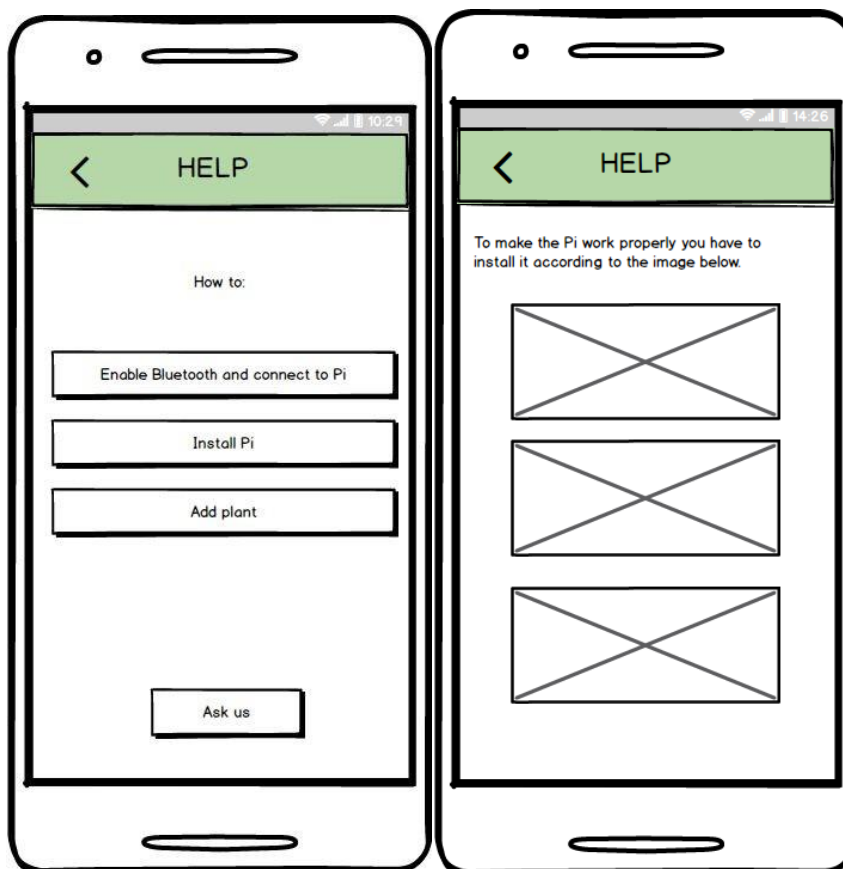 10:29
HELP
How to:
Enable Bluetooth and connect to Pi
Install Pi
Add plant
Ask us
14:26
HELP
To make the Pi work properly you have to
install it according to the image below.